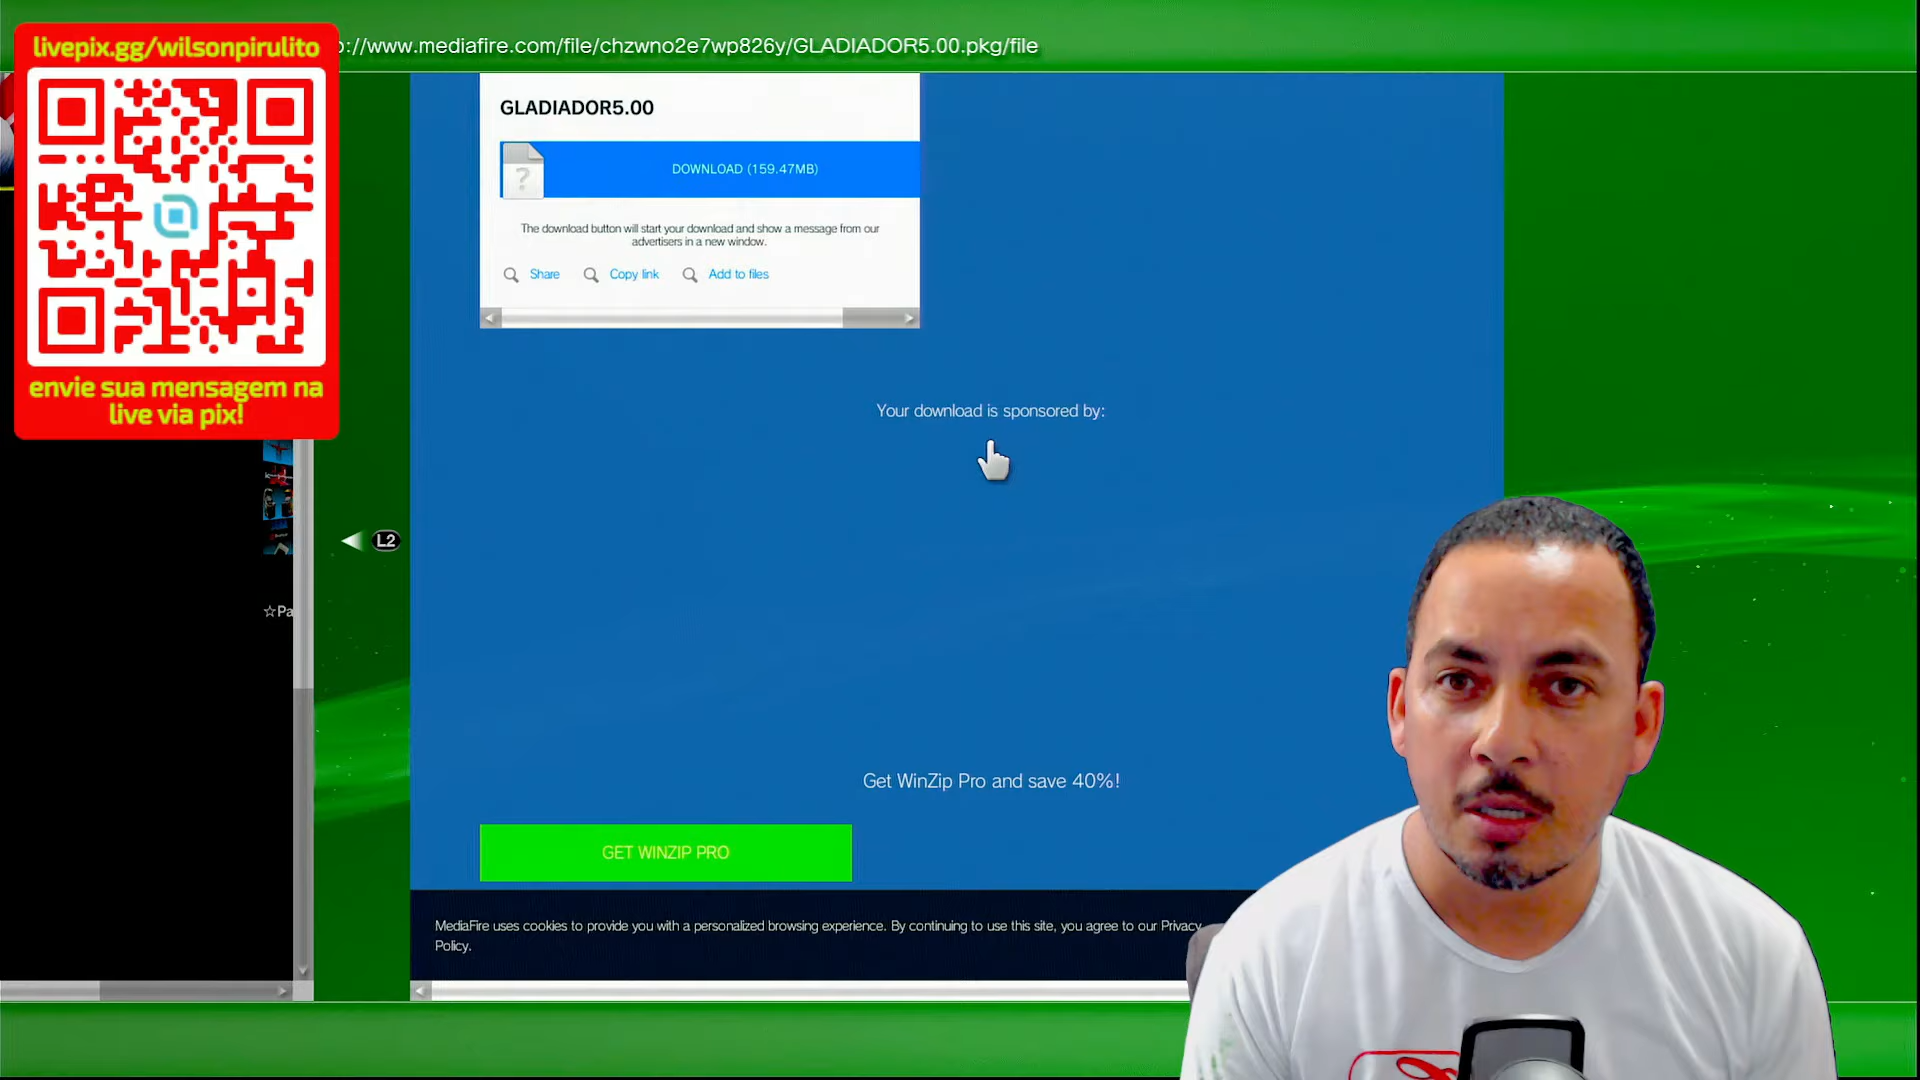 livepix.gg/wilsonpirulito
://www.mediafire.com/file/chzwno2e7wp826y/GLADIADOR5.00.pkg/file
envie sua mensagem na
live via pix!
GLADIADOR5.00
DOWNLOAD (159.47MB)
The download button will start your download and show a message from our
advertisers in a new window.
Share
Copy link
Add to files
Your download is sponsored by:
L2
☆Pa
Get WinZip Pro and save 40%!
GET WINZIP PRO
MediaFire uses cookies to provide you with a personalized browsing experience. By continuing to use this site, you agree to our Privacy
Policy.